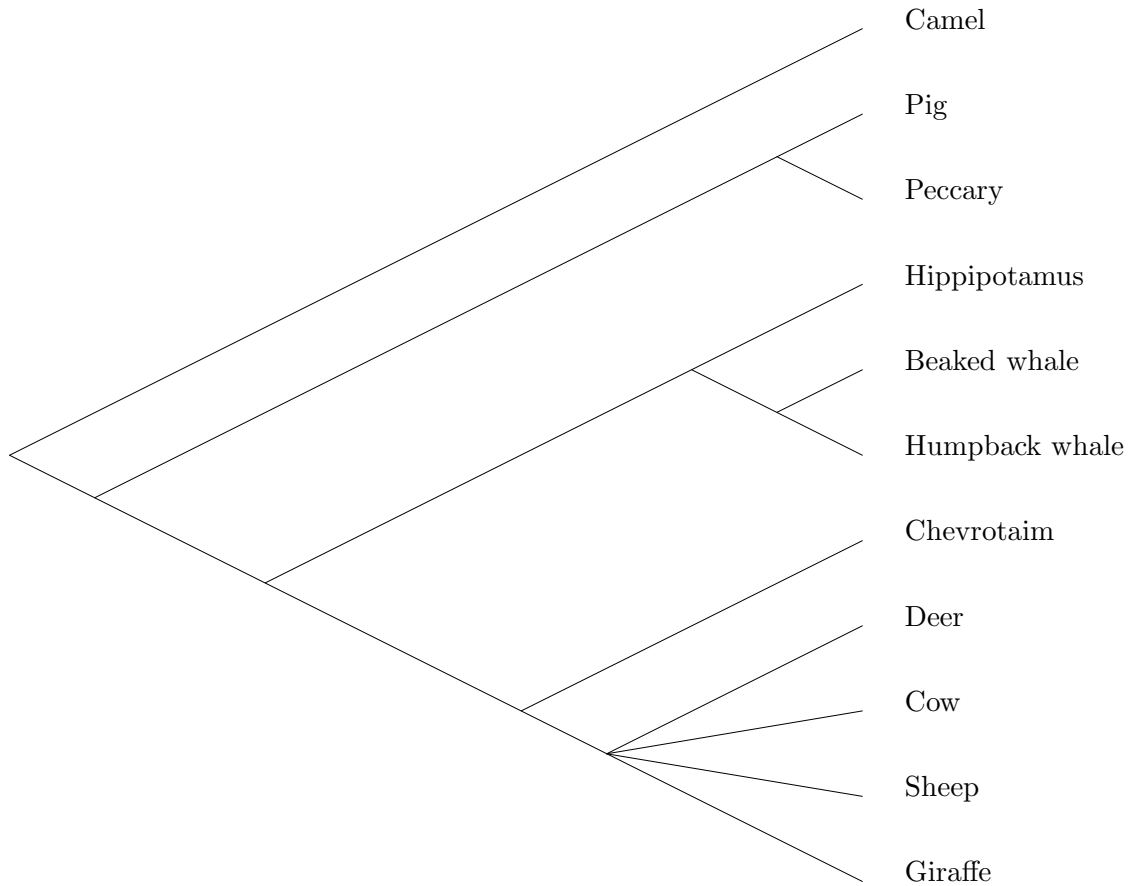 Camel
Pig
Peccary
Hippipotamus
Beaked whale
Humpback whale
Chevrotaim
Deer
Cow
Sheep
Giraffe